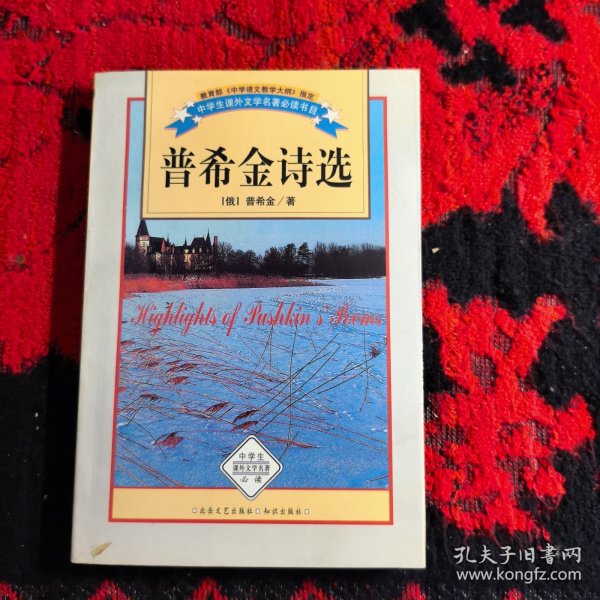 教育部《中学语文教学大纲》指定
中学生课外文学名著必读书目
普希金诗选
［俄］普希金／著
Highlights of Pushkin's Poems
中学生
课外文学名著
必读
□北岳文艺出版社□知识出版社□
孔夫子旧书网
www.kongfz.com